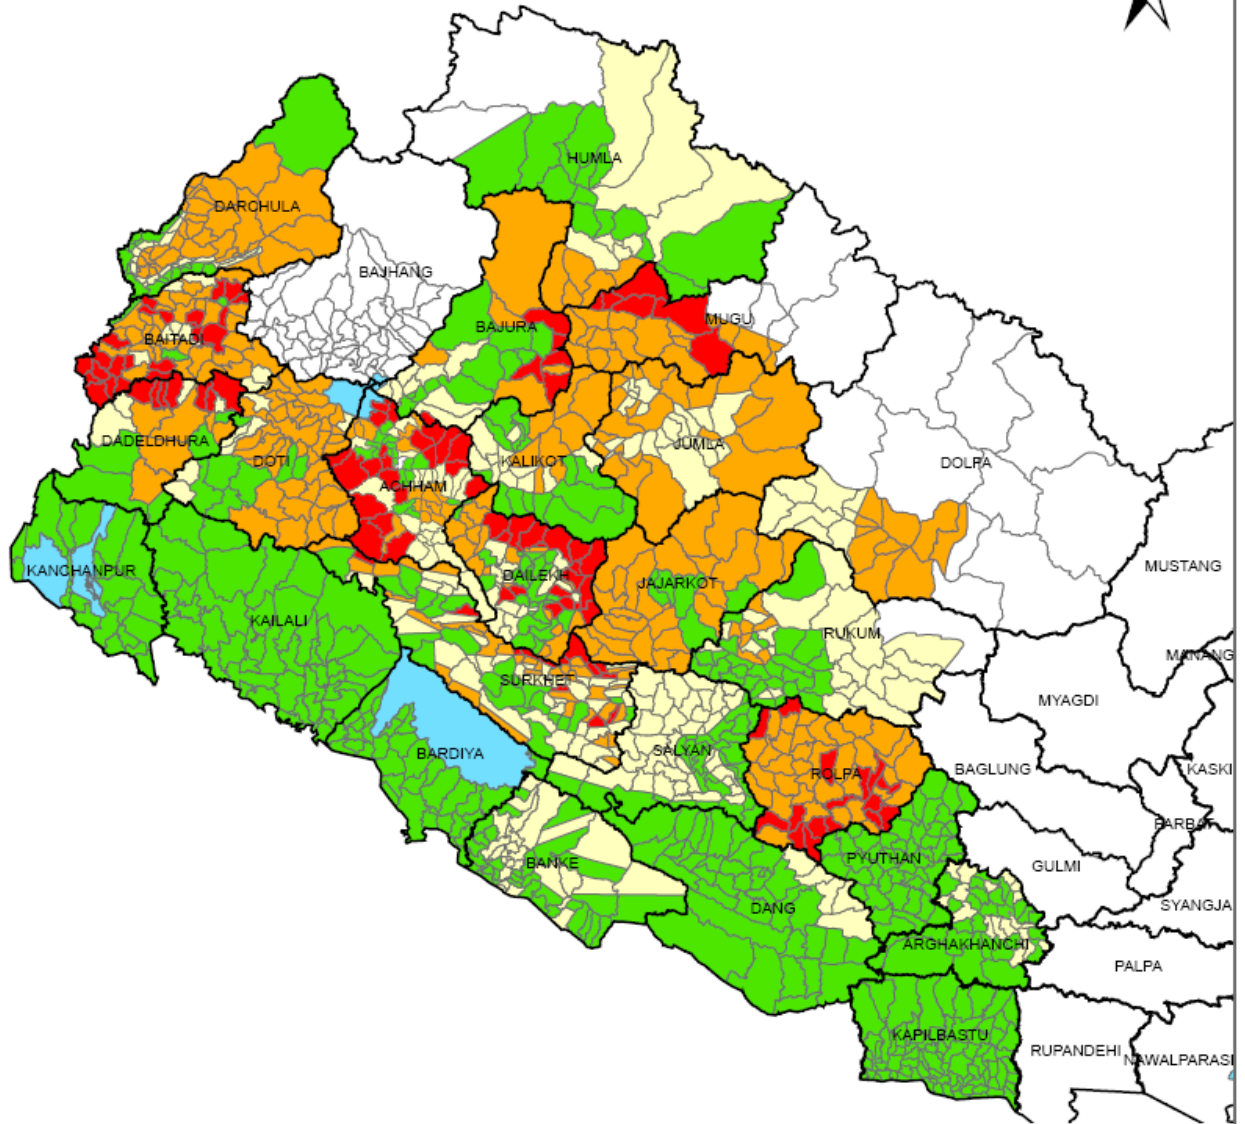 HUMLA
DARCHULA
BAJHANG
MUGU
BAJURA
BAITADI
DADELDHURA
JUMLA
DOTI
KALIKOT
DOLPA
ACHHAM
MUSTANG
KANCHANPUR
DAILEKH
JAJARKOT
KAILALI
RUKUM
MANANG
SURKHET
MYAGDI
SALYAN
BARDIYA
ROLPA
BAGLUNG
KASKI
PARBAT
BANKE
PYUTHAN
GULMI
DANG
SYANGJA
ARGHAKHANCHI
PALPA
KAPILBASTU
RUPANDEHI
NAWALPARASI